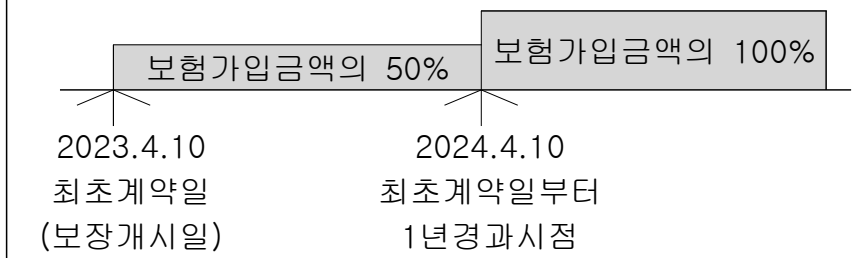 보험가입금액의 50%
보험가입금액의 100%
2023.4.10
최초계약일
(보장개시일)
2024.4.10
최초계약일부터
1년경과시점